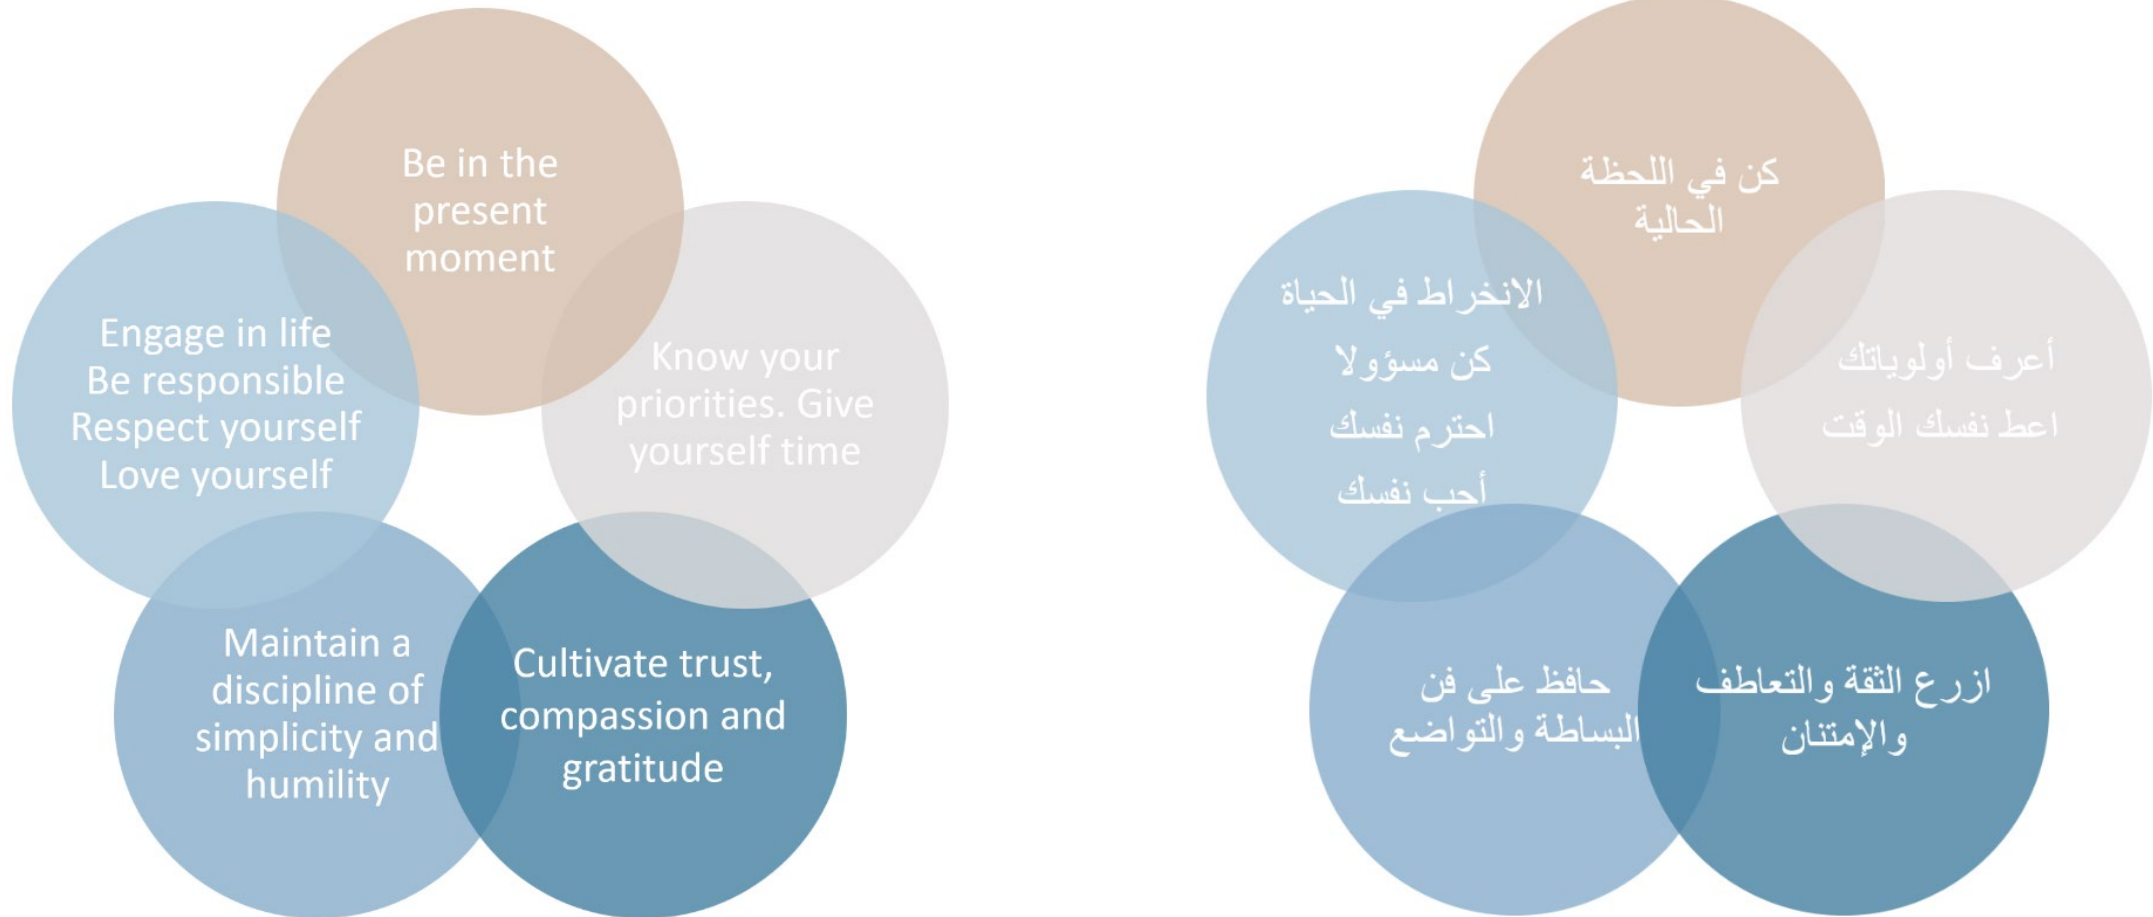 Be in the
present
moment
Know your
priorities. Give
yourself time
Cultivate trust,
compassion and
gratitude
Maintain a
discipline of
simplicity and
humility
Engage in life
Be responsible
Respect yourself
Love yourself
كن في اللحظة
الحالية
أعرف أولوياتك
اعط نفسك الوقت
ازرع الثقة والتعاطف
والإمتنان
حافظ على فن
البساطة والتواضع
الانخراط في الحياة
كن مسؤولا
احترم نفسك
أحب نفسك